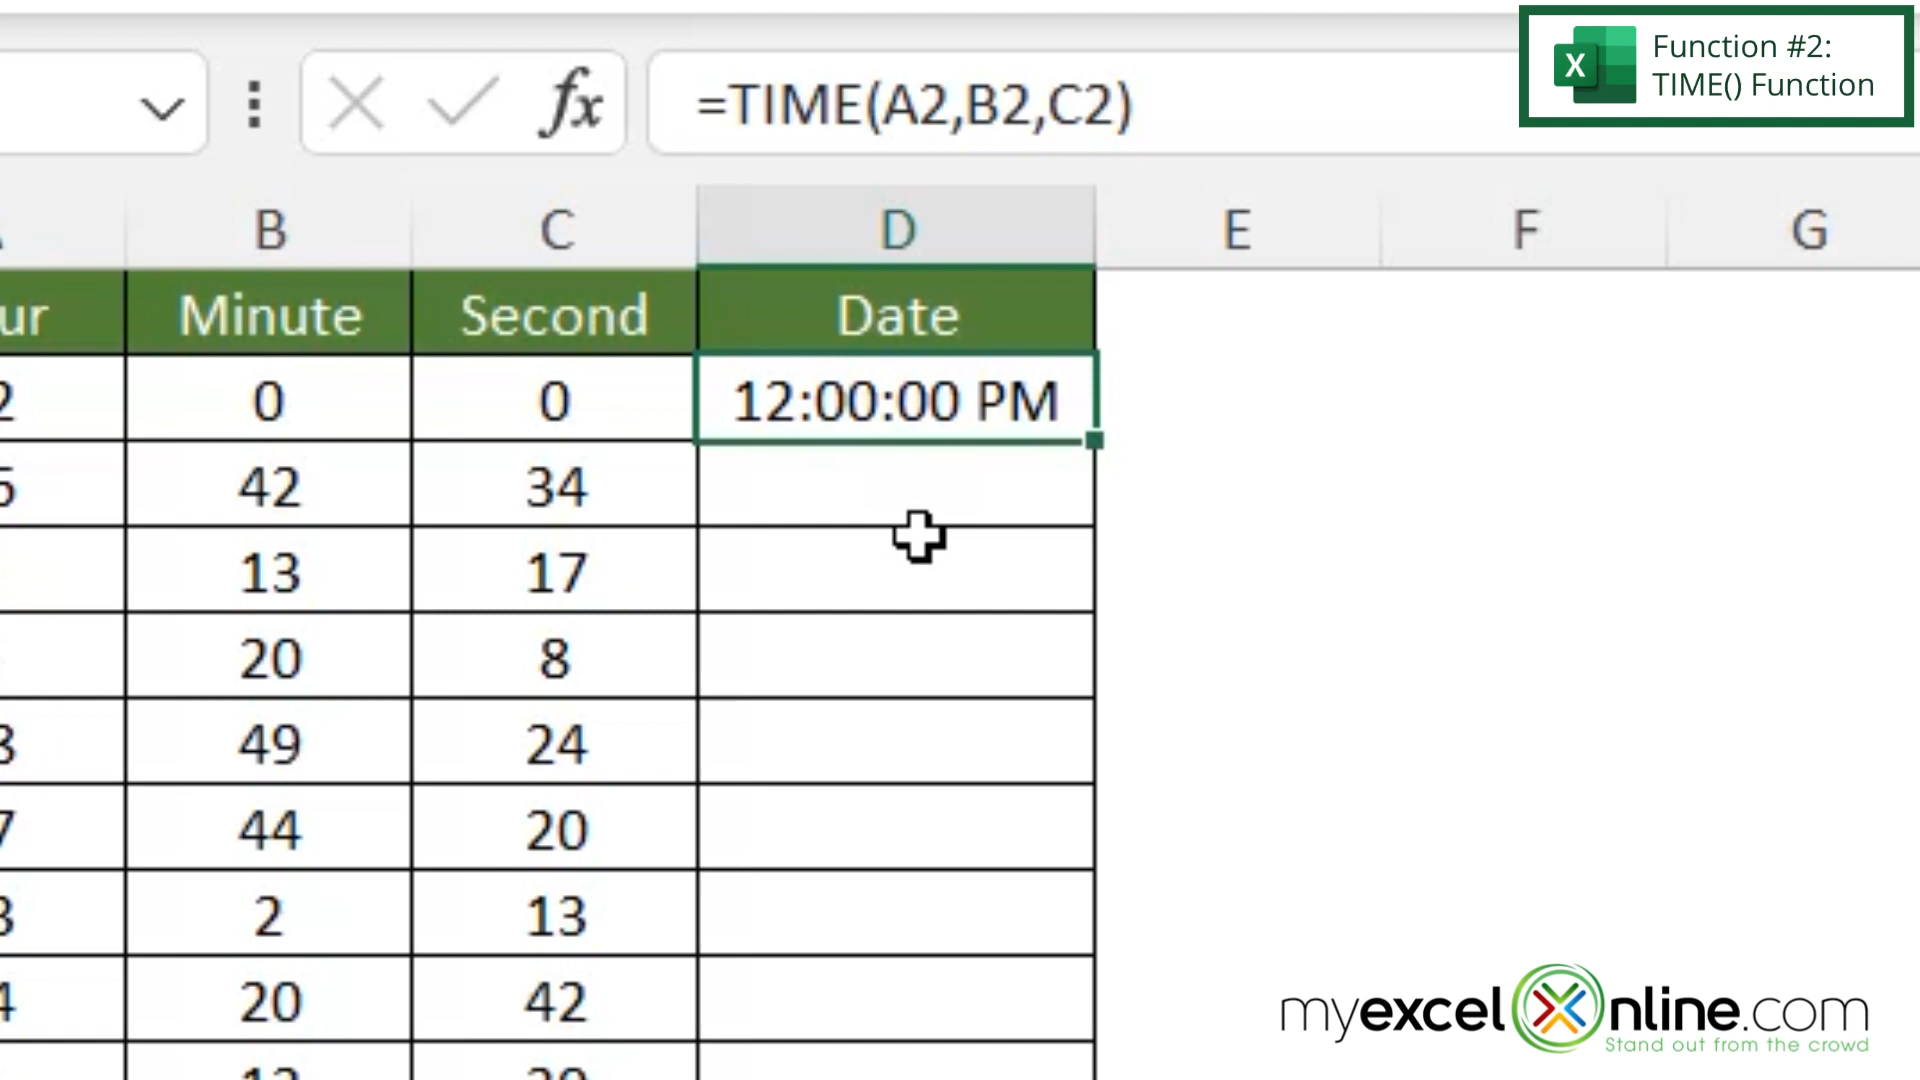 Function #2:
TIME() Function
X
fx =TIME(A2,B2,C2)
B C D E F G
ur Minute Second Date
2 0 0 12:00:00 PM
5 42 34
13 17
20 8
3 49 24
7 44 20
3 2 13
4 20 42
myexcelonline.com
Stand out from the crowd